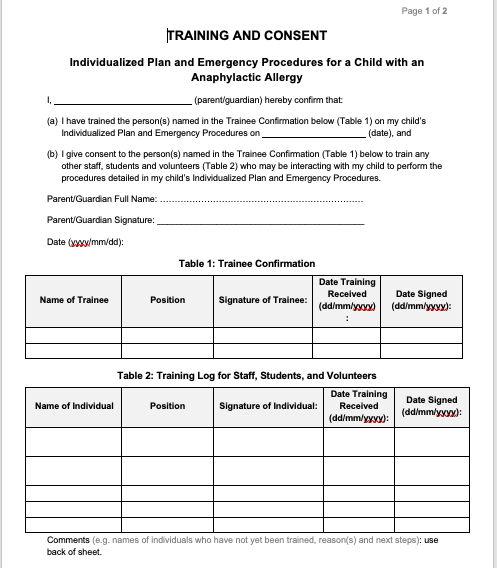 Page 1 of 2
TRAINING AND CONSENT
Individualized Plan and Emergency Procedures for a Child with an
Anaphylactic Allergy
I, ____________________________ (parent/guardian) hereby confirm that:
(a) I have trained the person(s) named in the Trainee Confirmation below (Table 1) on my child's
Individualized Plan and Emergency Procedures on _____________________ (date), and
(b) I give consent to the person(s) named in the Trainee Confirmation (Table 1) below to train any
other staff, students and volunteers (Table 2) who may be interacting with my child to perform the
procedures detailed in my child's Individualized Plan and Emergency Procedures.
Parent/Guardian Full Name: ……………………………………………………………
Parent/Guardian Signature: __________________________________________
Date (yyyy/mm/dd):
Table 1: Trainee Confirmation
Name of Trainee Position Signature of Trainee: Date Training Received (dd/mm/yyyy) : Date Signed (dd/mm/yyyy):
Table 2: Training Log for Staff, Students, and Volunteers
Name of Individual Position Signature of Individual: Date Training Received (dd/mm/yyyy): Date Signed (dd/mm/yyyy):
Comments (e.g. names of individuals who have not yet been trained, reason(s) and next steps): use
back of sheet.